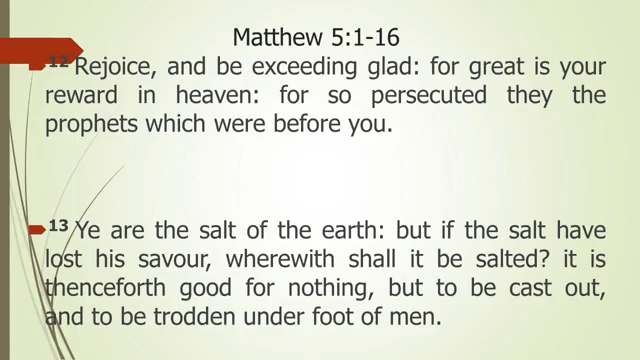 Matthew 5:1-16
12 Rejoice, and be exceeding glad: for great is your
reward in heaven: for so persecuted they the
prophets which were before you.
13 Ye are the salt of the earth: but if the salt have
lost his savour, wherewith shall it be salted? it is
thenceforth good for nothing, but to be cast out,
and to be trodden under foot of men.